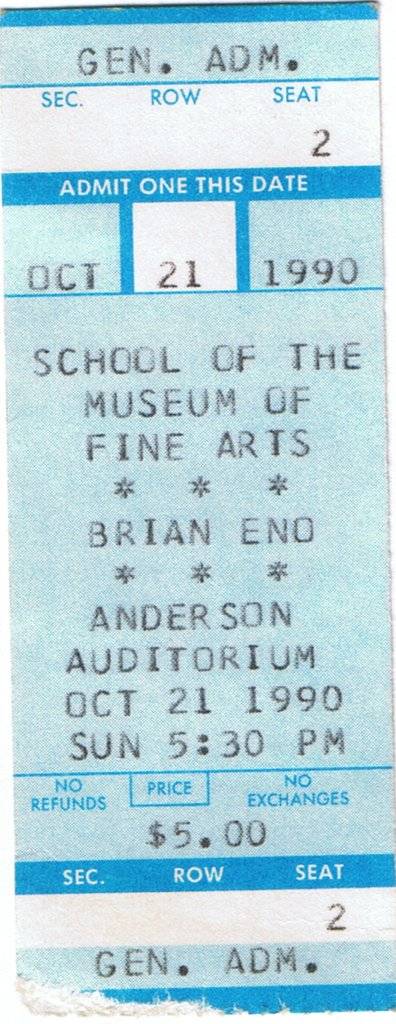 GEN. ADM.
SEC. ROW SEAT
2
ADMIT ONE THIS DATE
OCT 21 1990
SCHOOL OF THE
MUSEUM OF
FINE ARTS
* * *
BRIAN ENO
* * *
ANDERSON
AUDITORIUM
OCT 21 1990
SUN 5:30 PM
NO REFUNDS PRICE NO EXCHANGES
$5.00
SEC. ROW SEAT
2
GEN. ADM.